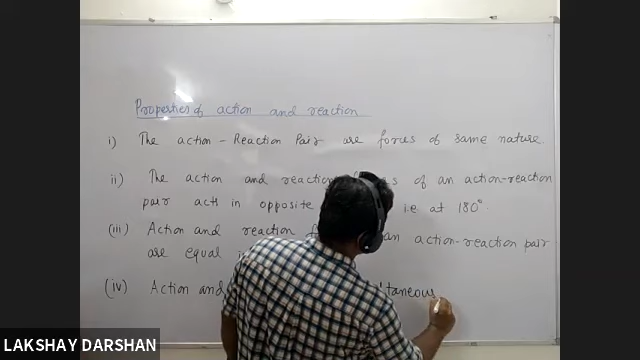 Properties of action and reaction
i) The action - Reaction Pair are forces of same nature.
ii) The action and reaction of an action-reaction
pair acts in opposite i.e at 180°.
(iii) Action and reaction an action-reaction pair
are equal
(iv) Action and
LAKSHAY DARSHAN